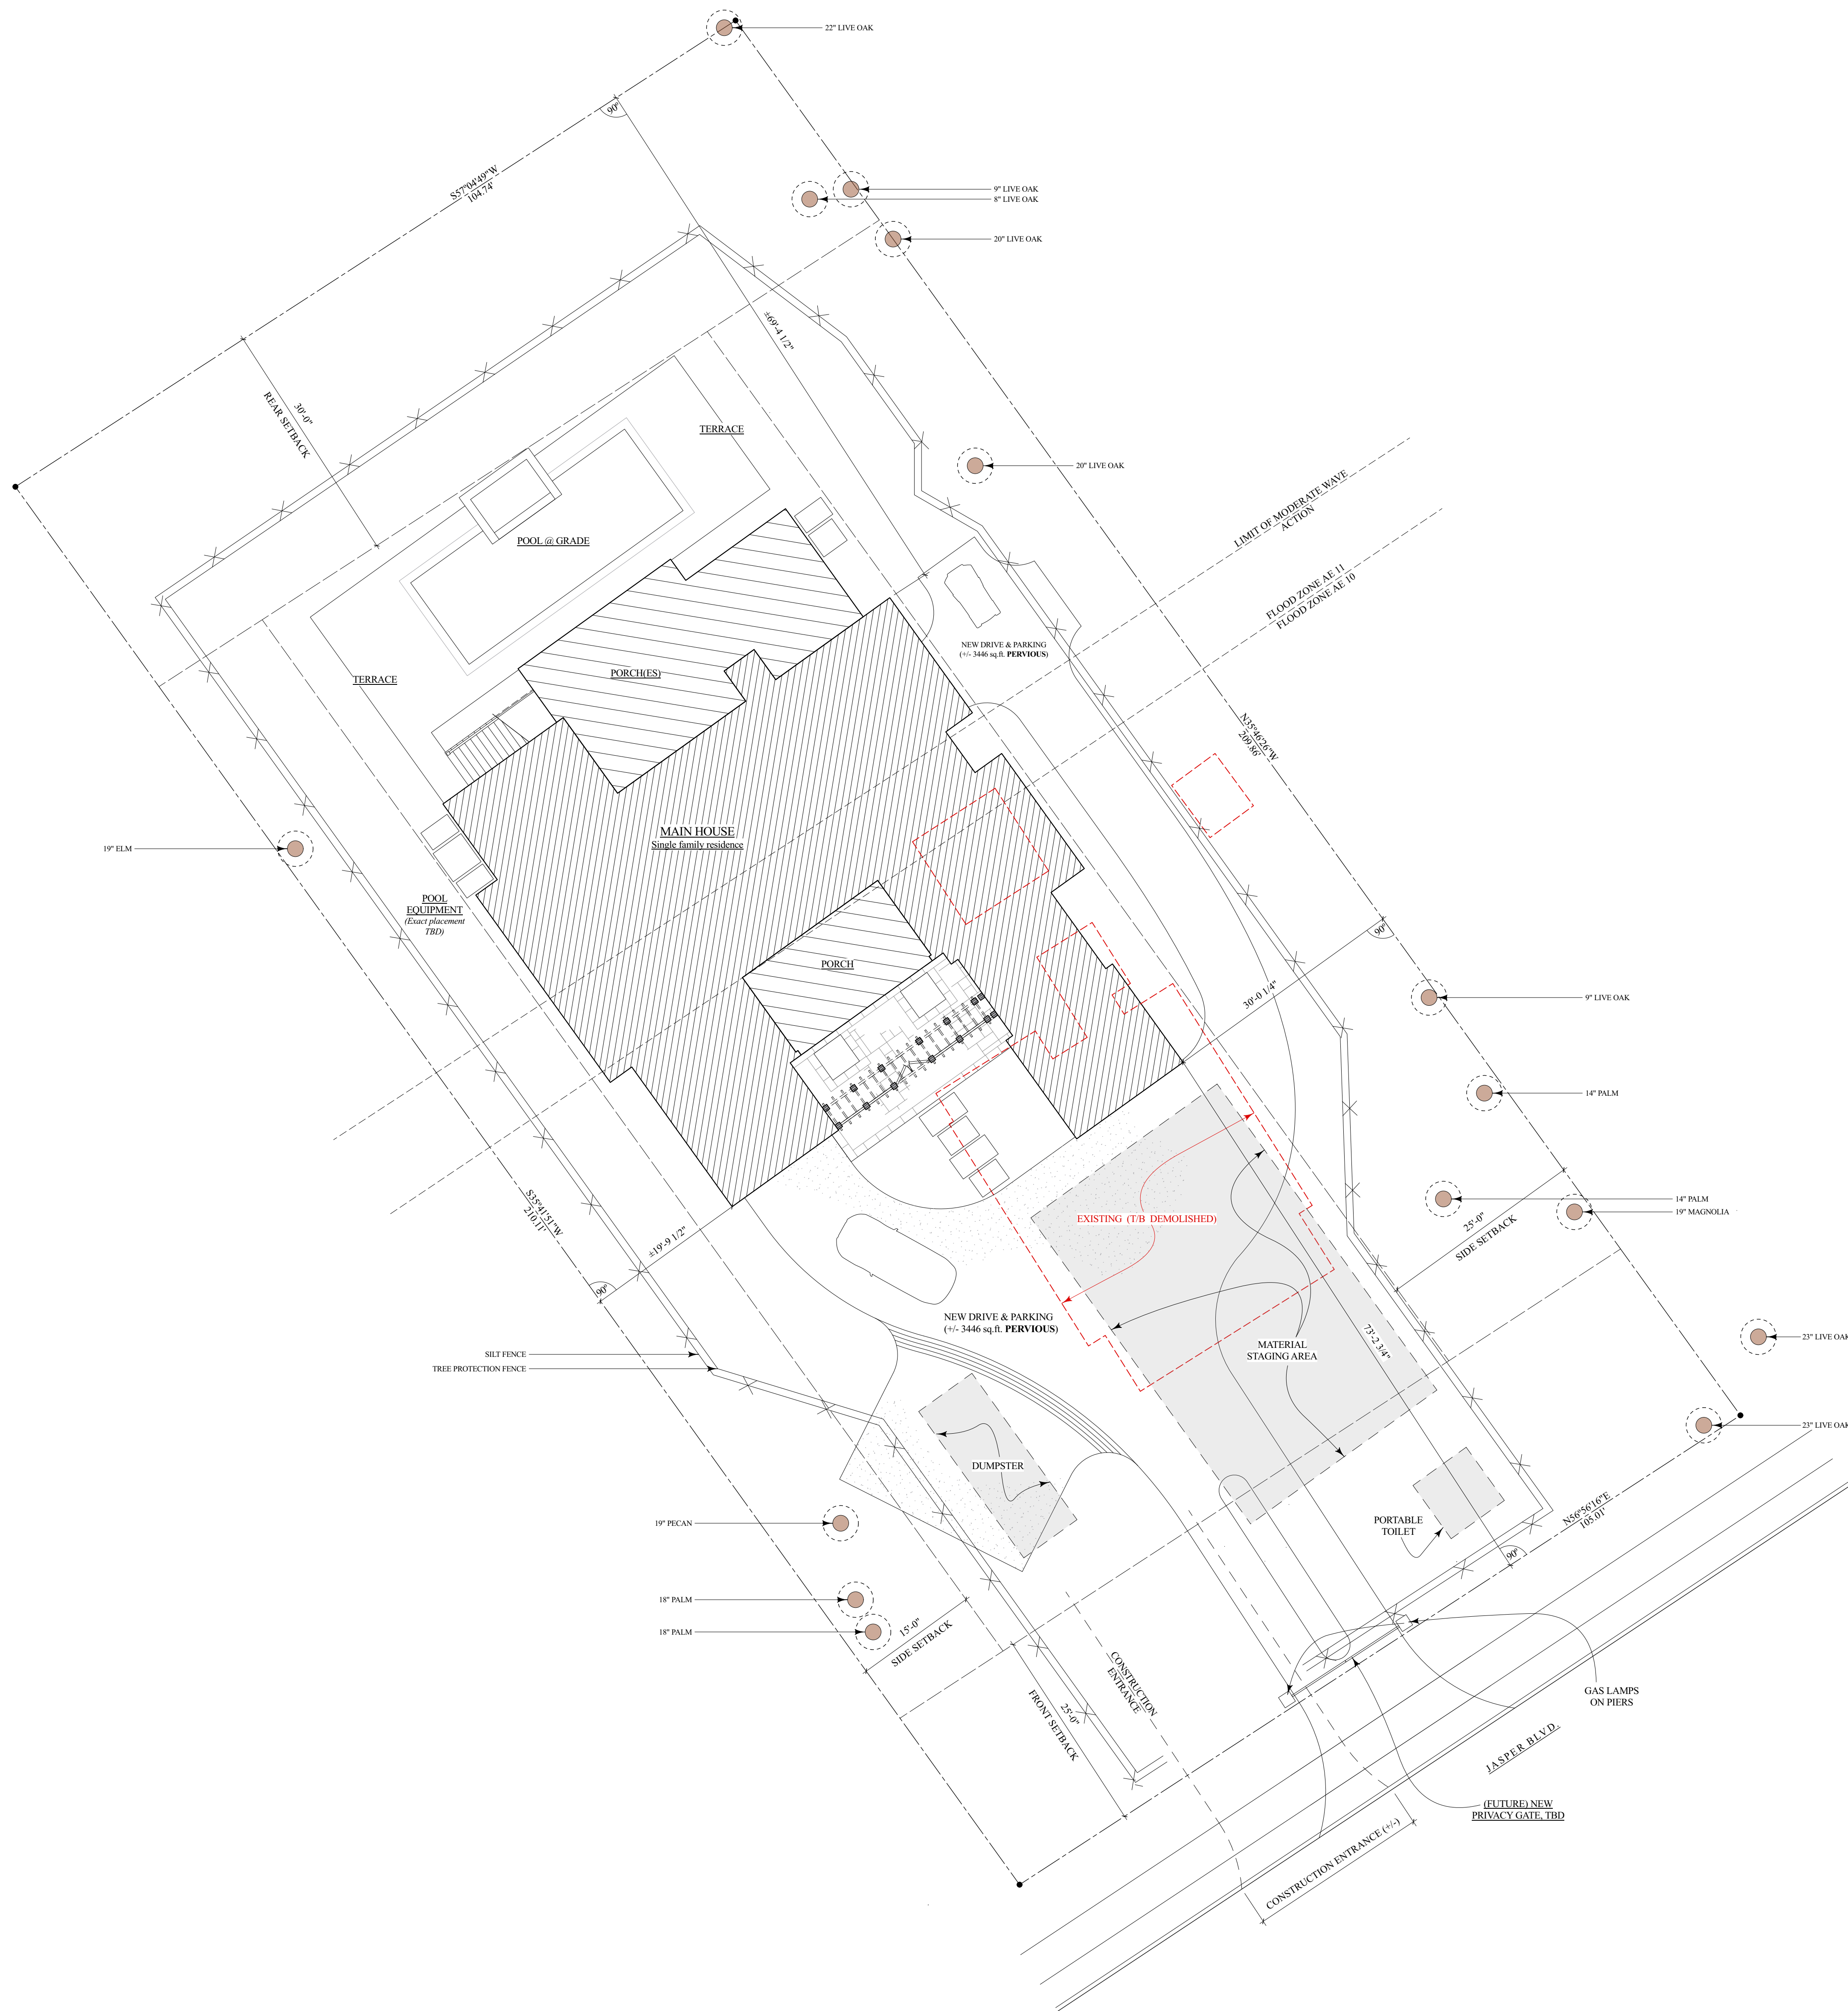 22" LIVE OAK
90°
S57°04'49"W
104.74'
9" LIVE OAK
8" LIVE OAK
20" LIVE OAK
±69'-4 1/2"
30'-0"
REAR SETBACK
TERRACE
20" LIVE OAK
LIMIT OF MODERATE WAVE
ACTION
POOL @ GRADE
FLOOD ZONE AE 11
FLOOD ZONE AE 10
NEW DRIVE & PARKING
(+/- 3446 sq.ft. PERVIOUS)
PORCH(ES)
TERRACE
N35°46'26"W
209.86'
MAIN HOUSE
Single family residence
19" ELM
POOL
EQUIPMENT
(Exact placement
TBD)
90°
PORCH
30'-0 1/4"
9" LIVE OAK
14" PALM
S35°41'51"W
210.11'
14" PALM
19" MAGNOLIA
EXISTING (T/B DEMOLISHED)
25'-0"
SIDE SETBACK
±19'-9 1/2"
90°
NEW DRIVE & PARKING
(+/- 3446 sq.ft. PERVIOUS)
73'-2 3/4"
MATERIAL
STAGING AREA
23" LIVE OAK
SILT FENCE
TREE PROTECTION FENCE
23" LIVE OAK
DUMPSTER
19" PECAN
PORTABLE
TOILET
N56°56'16"E
105.01'
90°
18" PALM
18" PALM
15'-0"
SIDE SETBACK
CONSTRUCTION
ENTRANCE
25'-0"
FRONT SETBACK
GAS LAMPS
ON PIERS
JASPER BLVD.
(FUTURE) NEW
PRIVACY GATE, TBD
CONSTRUCTION ENTRANCE (+/-)